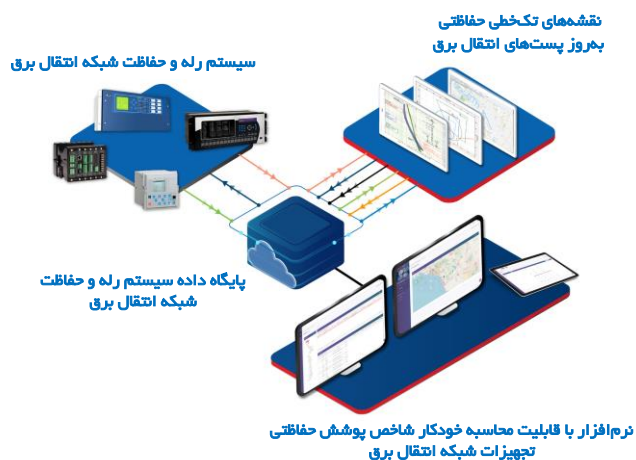 نقشه‌های تک‌خطی حفاظتی
به‌روز پست‌های انتقال برق
سیستم رله و حفاظت شبکه انتقال برق
پایگاه داده سیستم رله و حفاظت
شبکه انتقال برق
نرم‌افزار با قابلیت محاسبه خودکار شاخص پوشش حفاظتی
تجهیزات شبکه انتقال برق